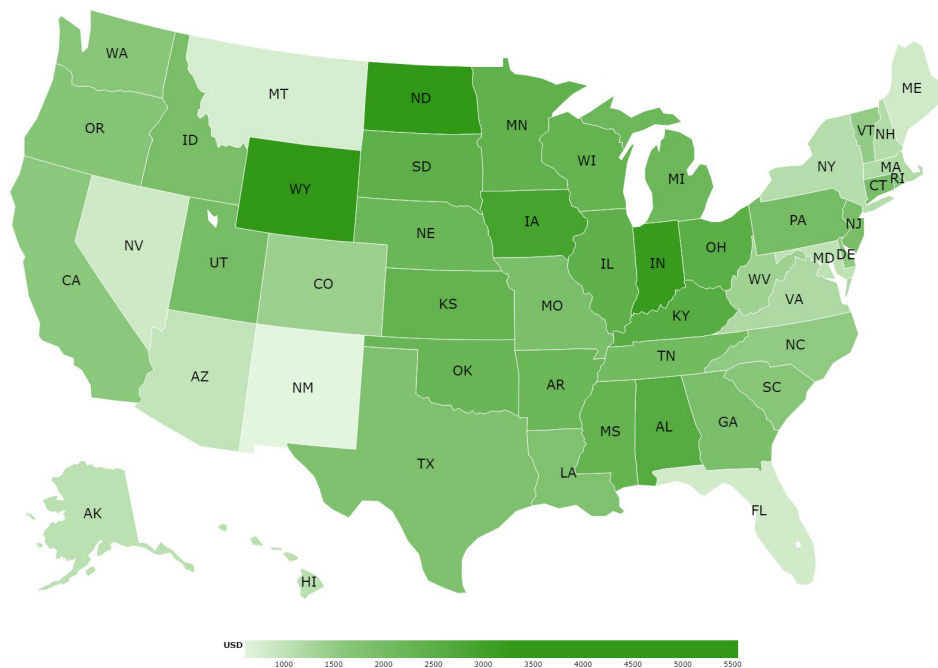 WA
ME
MT
ND
VT NH
OR
ID
MN
NY
MA
RI
SD
WI
MI
CT
WY
IA
PA
NJ
NV
NE
OH
DE
UT
IL
IN
MD
CA
CO
WV
KS
VA
MO
KY
NC
TN
AZ
NM
OK
AR
SC
MS
AL
GA
TX
LA
AK
FL
HI
USD
1000 1500 2000 2500 3000 3500 4000 4500 5000 5500